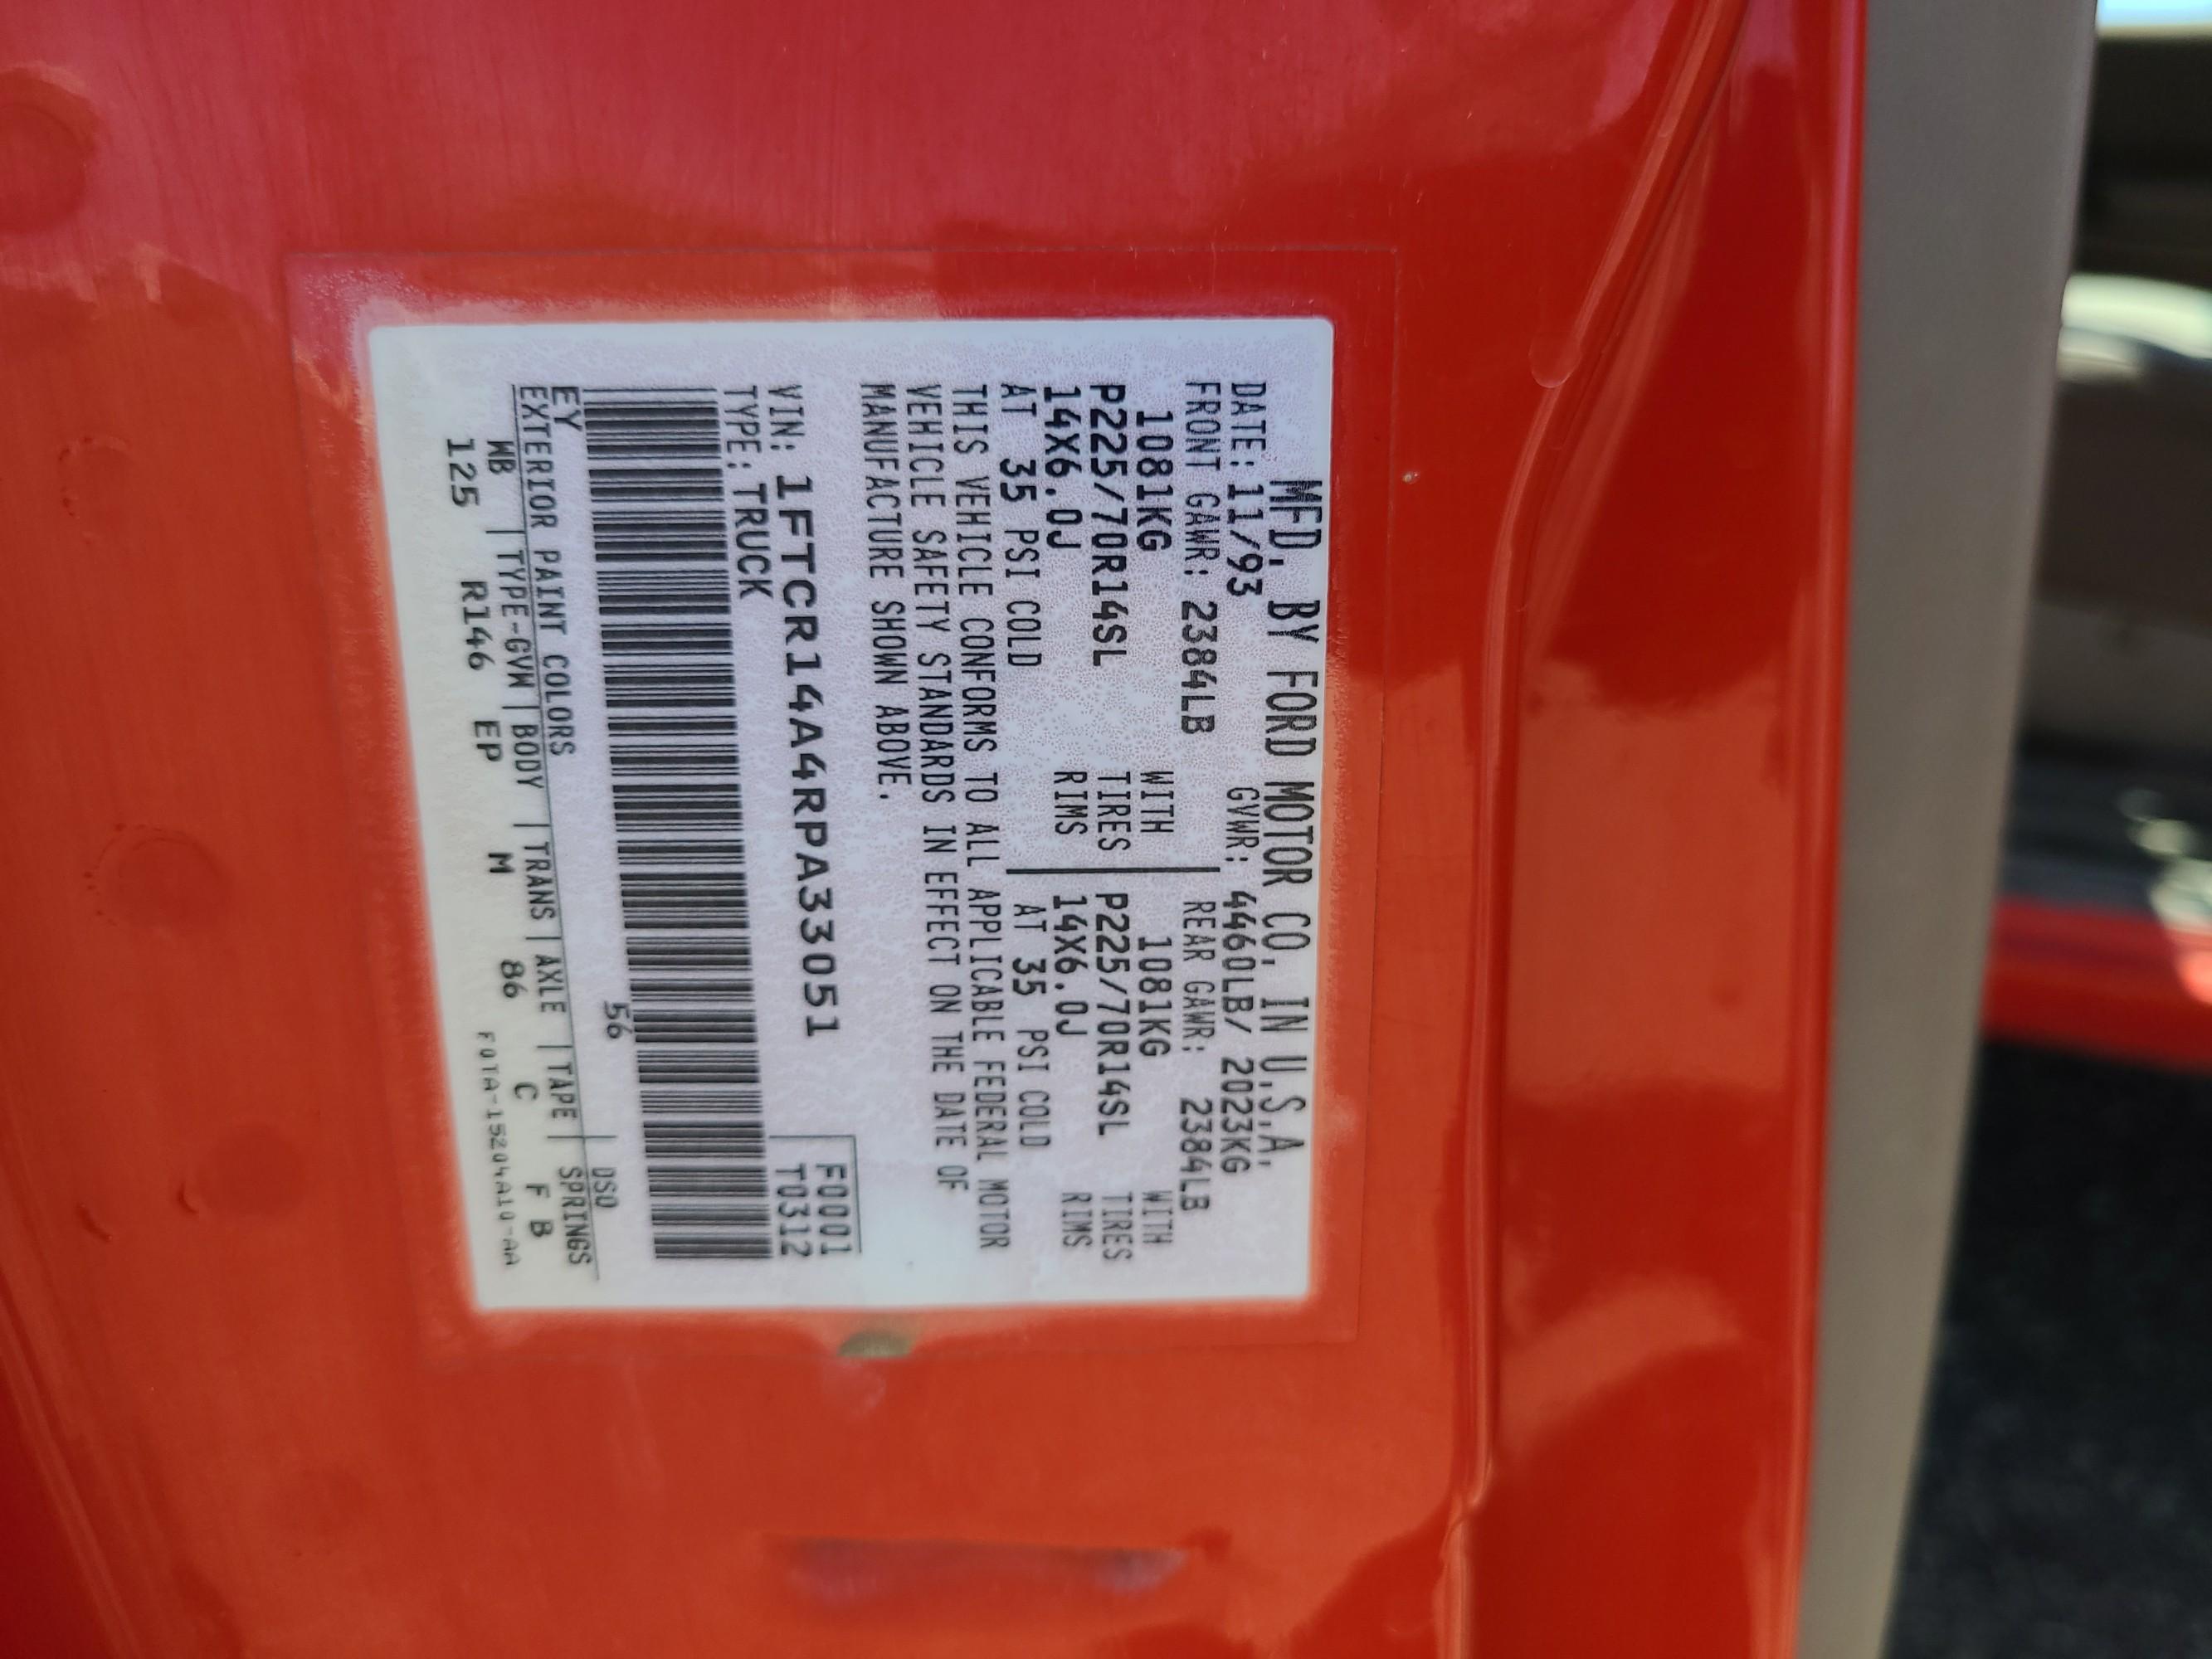 MFD. BY FORD MOTOR CO. IN U.S.A.
DATE: 11/93 GVWR: 4460LB/ 2023KG
FRONT GAWR: 2384LB REAR GAWR: 2384LB
1081KG WITH 1081KG WITH
P225/70R14SL TIRES P225/70R14SL TIRES
14X6.0J RIMS 14X6.0J RIMS
AT 35 PSI COLD AT 35 PSI COLD
THIS VEHICLE CONFORMS TO ALL APPLICABLE FEDERAL MOTOR
VEHICLE SAFETY STANDARDS IN EFFECT ON THE DATE OF
MANUFACTURE SHOWN ABOVE.
F0001
VIN: 1FTCR14A4RPA33051 T0312
TYPE: TRUCK
56
EY DSO
EXTERIOR PAINT COLORS
WB | TYPE-GVW | BODY | TRANS | AXLE | TAPE | SPRINGS
125 R146 EP M 86 C F B
F0TA-15204A10-AA